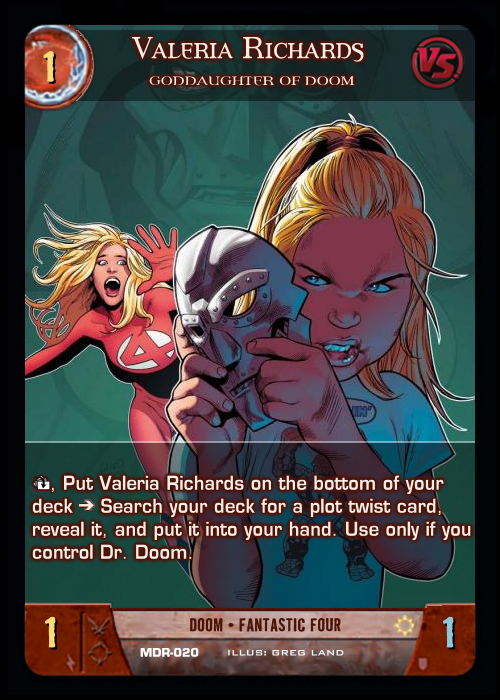 1
VALERIA RICHARDS
VS.
GODDAUGHTER OF DOOM
, Put Valeria Richards on the bottom of your
deck ➔ Search your deck for a plot twist card,
reveal it, and put it into your hand. Use only if you
control Dr. Doom.
1
DOOM • FANTASTIC FOUR
1
MDR-020 ILLUS: GREG LAND